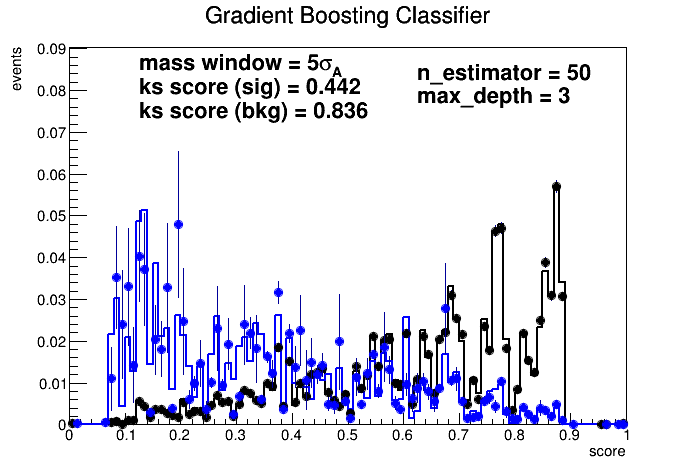 Gradient Boosting Classifier
events
0.09
0.08
0.07
0.06
0.05
0.04
0.03
0.02
0.01
0
mass window = 5σA
ks score (sig) = 0.442
ks score (bkg) = 0.836
n_estimator = 50
max_depth = 3
0 0.1 0.2 0.3 0.4 0.5 0.6 0.7 0.8 0.9 1
score